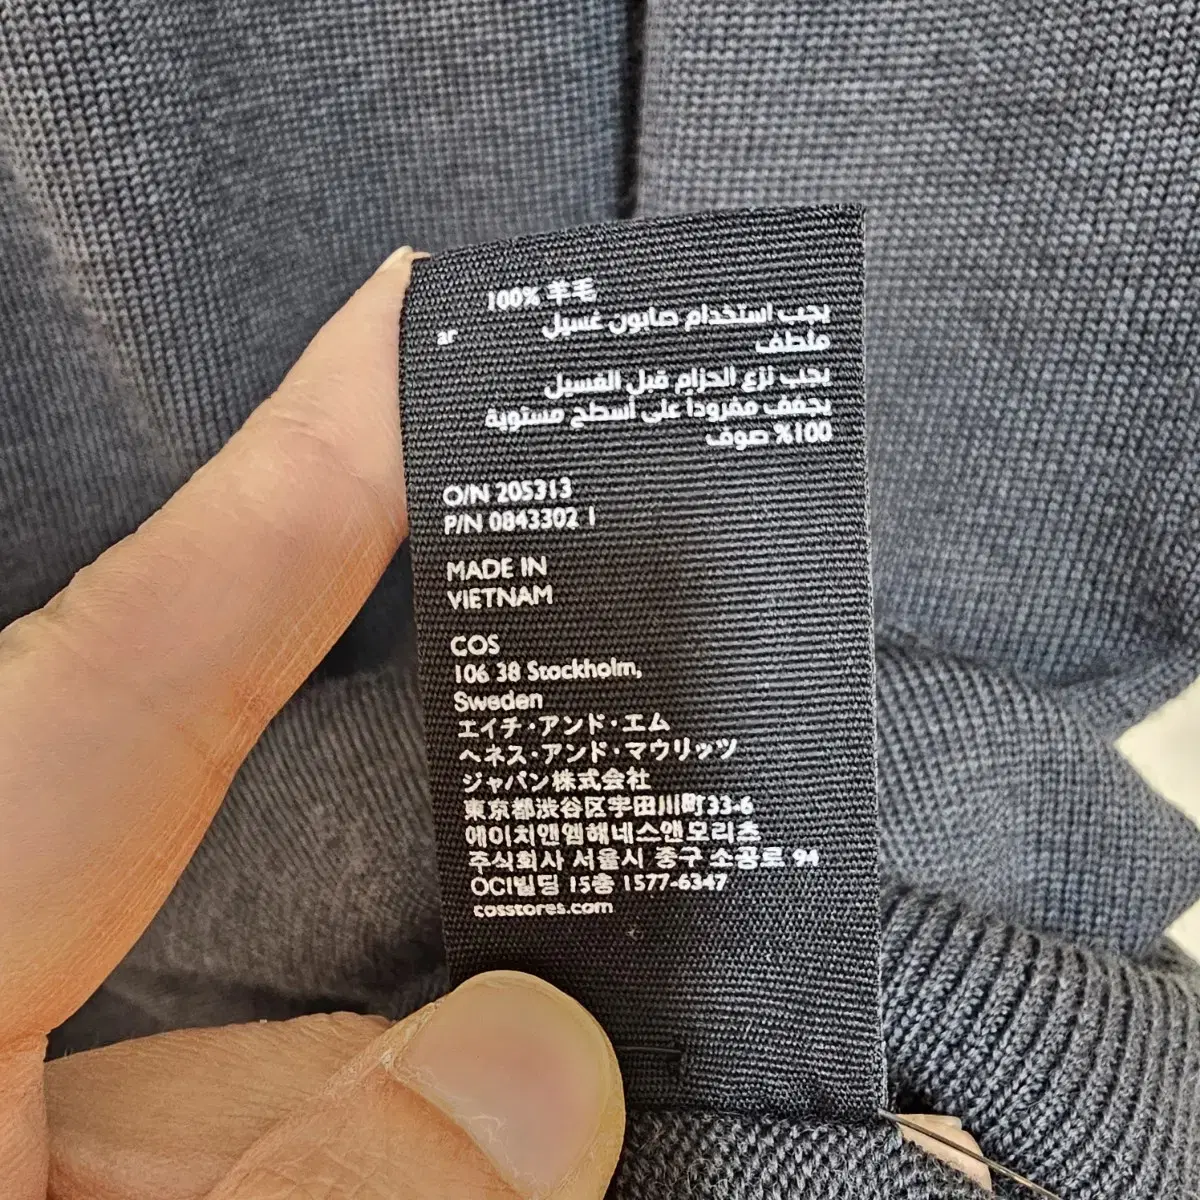 100% 羊毛
ar
يجب استخدام صابون غسيل
ملطف
يجب نزع الحزام قبل الغسيل
يجفف مفروداً على أسطح مستوية
100% صوف
O/N 205313
P/N 0843302 1
MADE IN
VIETNAM
COS
106 38 Stockholm,
Sweden
エイチ・アンド・エム
ヘネス・アンド・マウリッツ
ジャパン株式会社
東京都渋谷区宇田川町33-6
에이치앤엠해네스앤모리츠
주식회사 서울시 중구 소공로 94
OCI빌딩 15층 1577-6347
cosstores.com